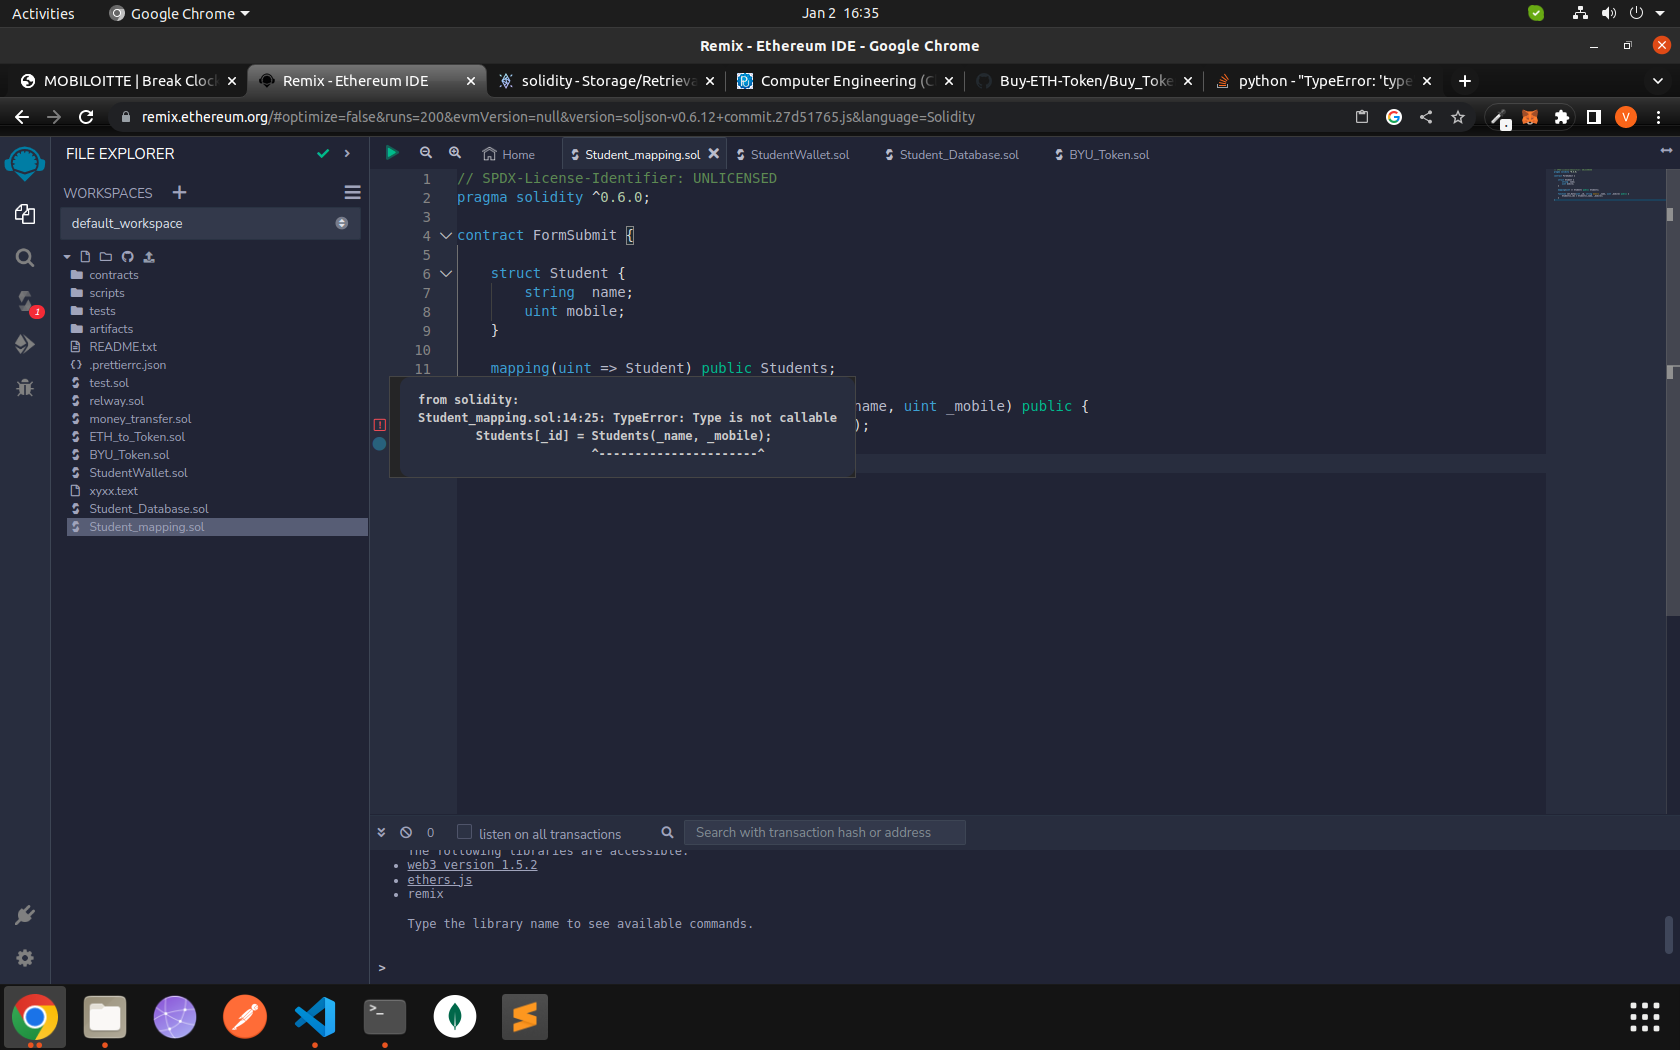 Activities
Google Chrome
Jan 2 16:35
Remix - Ethereum IDE - Google Chrome
MOBILOITTE | Break Clock
Remix - Ethereum IDE
solidity - Storage/Retrieva
Computer Engineering (C
Buy-ETH-Token/Buy_Toke
python - "TypeError: 'type
remix.ethereum.org/#optimize=false&runs=200&evmVersion=null&version=soljson-v0.6.12+commit.27d51765.js&language=Solidity
V
FILE EXPLORER
WORKSPACES
default_workspace
contracts
scripts
tests
artifacts
README.txt
.prettierrc.json
test.sol
relway.sol
money_transfer.sol
ETH_to_Token.sol
BYU_Token.sol
StudentWallet.sol
xyxx.text
Student_Database.sol
Student_mapping.sol
1
Home
Student_mapping.sol
StudentWallet.sol
Student_Database.sol
BYU_Token.sol
1 // SPDX-License-Identifier: UNLICENSED
2 pragma solidity ^0.6.0;
3
4 contract FormSubmit {
5
6 struct Student {
7 string  name;
8 uint mobile;
9 }
10
11 mapping(uint => Student) public Students;
name, uint _mobile) public {
);
from solidity:
Student_mapping.sol:14:25: TypeError: Type is not callable
Students[_id] = Students(_name, _mobile);
^----------------------^
0
listen on all transactions
Search with transaction hash or address
The following libraries are accessible:
• web3 version 1.5.2
• ethers.js
• remix
Type the library name to see available commands.
>